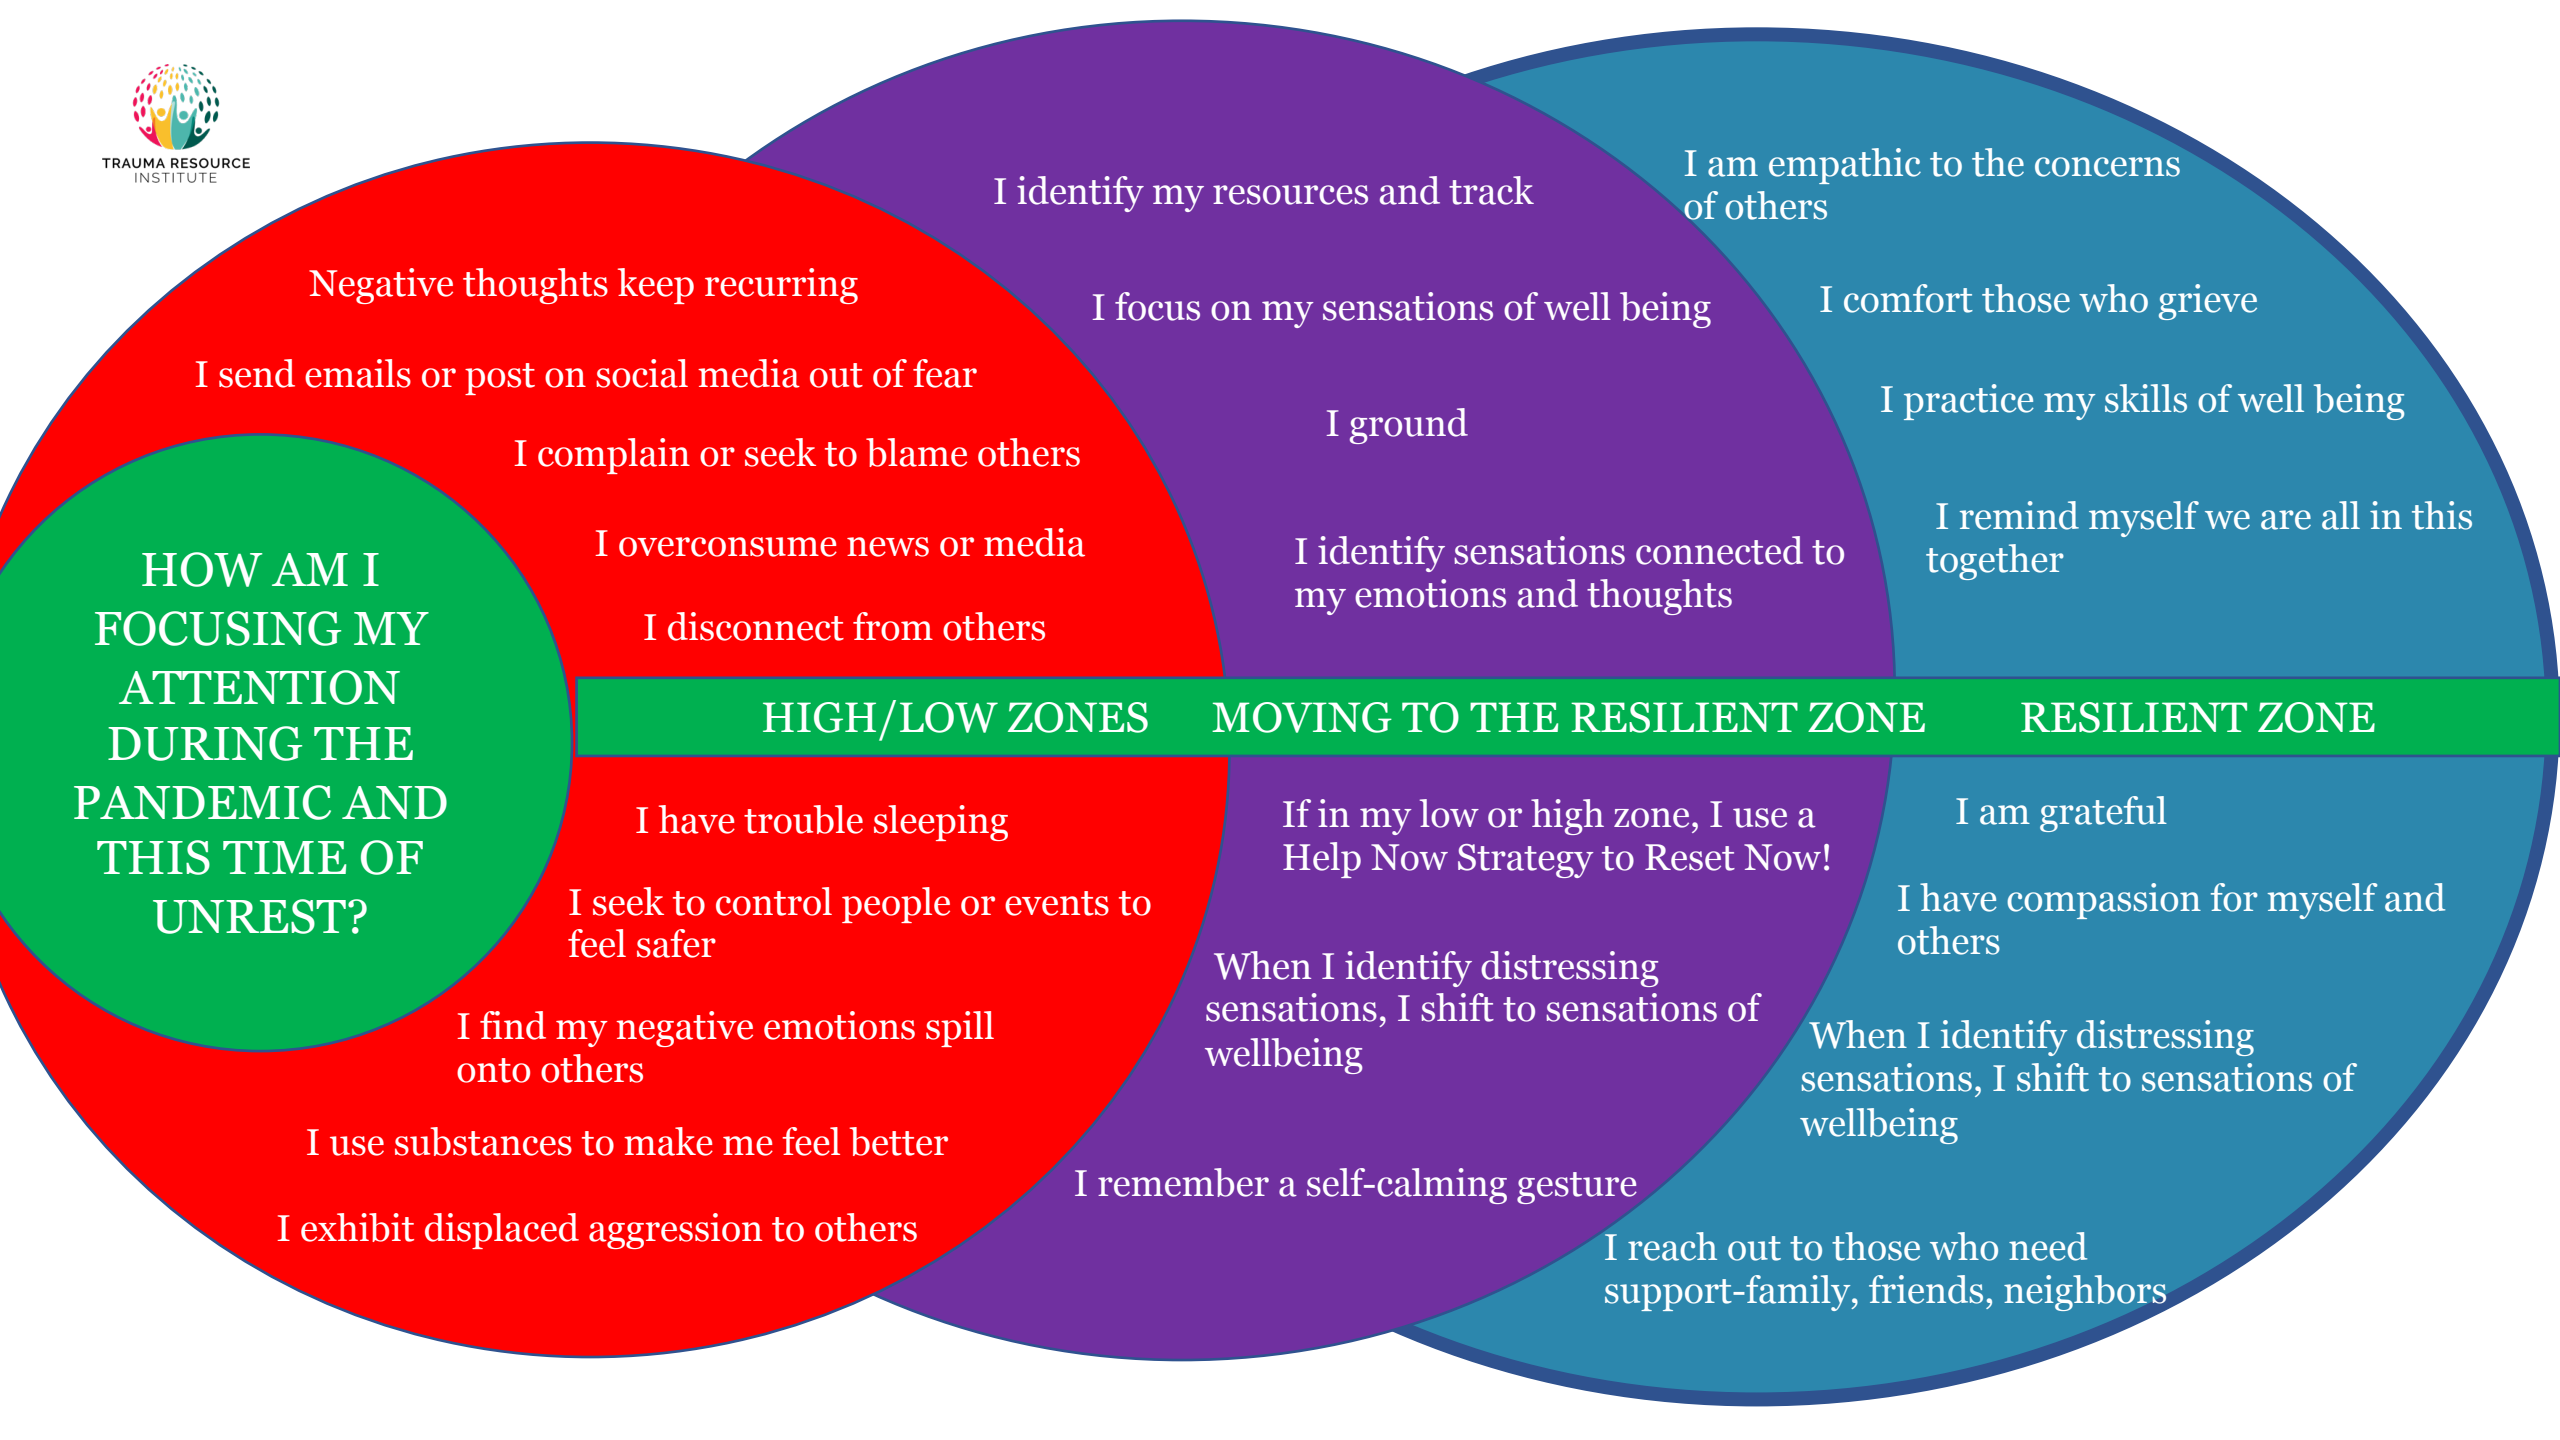 TRAUMA RESOURCE
INSTITUTE
HOW AM I
FOCUSING MY
ATTENTION
DURING THE
PANDEMIC AND
THIS TIME OF
UNREST?
Negative thoughts keep recurring
I send emails or post on social media out of fear
I complain or seek to blame others
I overconsume news or media
I disconnect from others
HIGH/LOW ZONES
I have trouble sleeping
I seek to control people or events to
feel safer
I find my negative emotions spill
onto others
I use substances to make me feel better
I exhibit displaced aggression to others
I identify my resources and track
I focus on my sensations of well being
I ground
I identify sensations connected to
my emotions and thoughts
MOVING TO THE RESILIENT ZONE
If in my low or high zone, I use a
Help Now Strategy to Reset Now!
When I identify distressing
sensations, I shift to sensations of
wellbeing
I remember a self-calming gesture
I am empathic to the concerns
of others
I comfort those who grieve
I practice my skills of well being
I remind myself we are all in this
together
RESILIENT ZONE
I am grateful
I have compassion for myself and
others
When I identify distressing
sensations, I shift to sensations of
wellbeing
I reach out to those who need
support-family, friends, neighbors